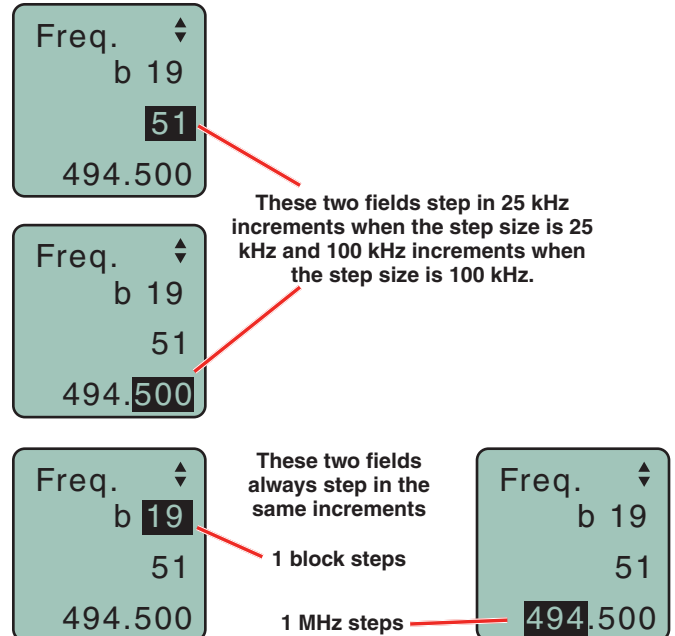 Freq.
b 19
51
494.500
These two fields step in 25 kHz
increments when the step size is 25
kHz and 100 kHz increments when
the step size is 100 kHz.
Freq.
b 19
51
494.500
Freq.
b 19
51
494.500
These two fields
always step in the
same increments
1 block steps
1 MHz steps
Freq.
b 19
51
494.500